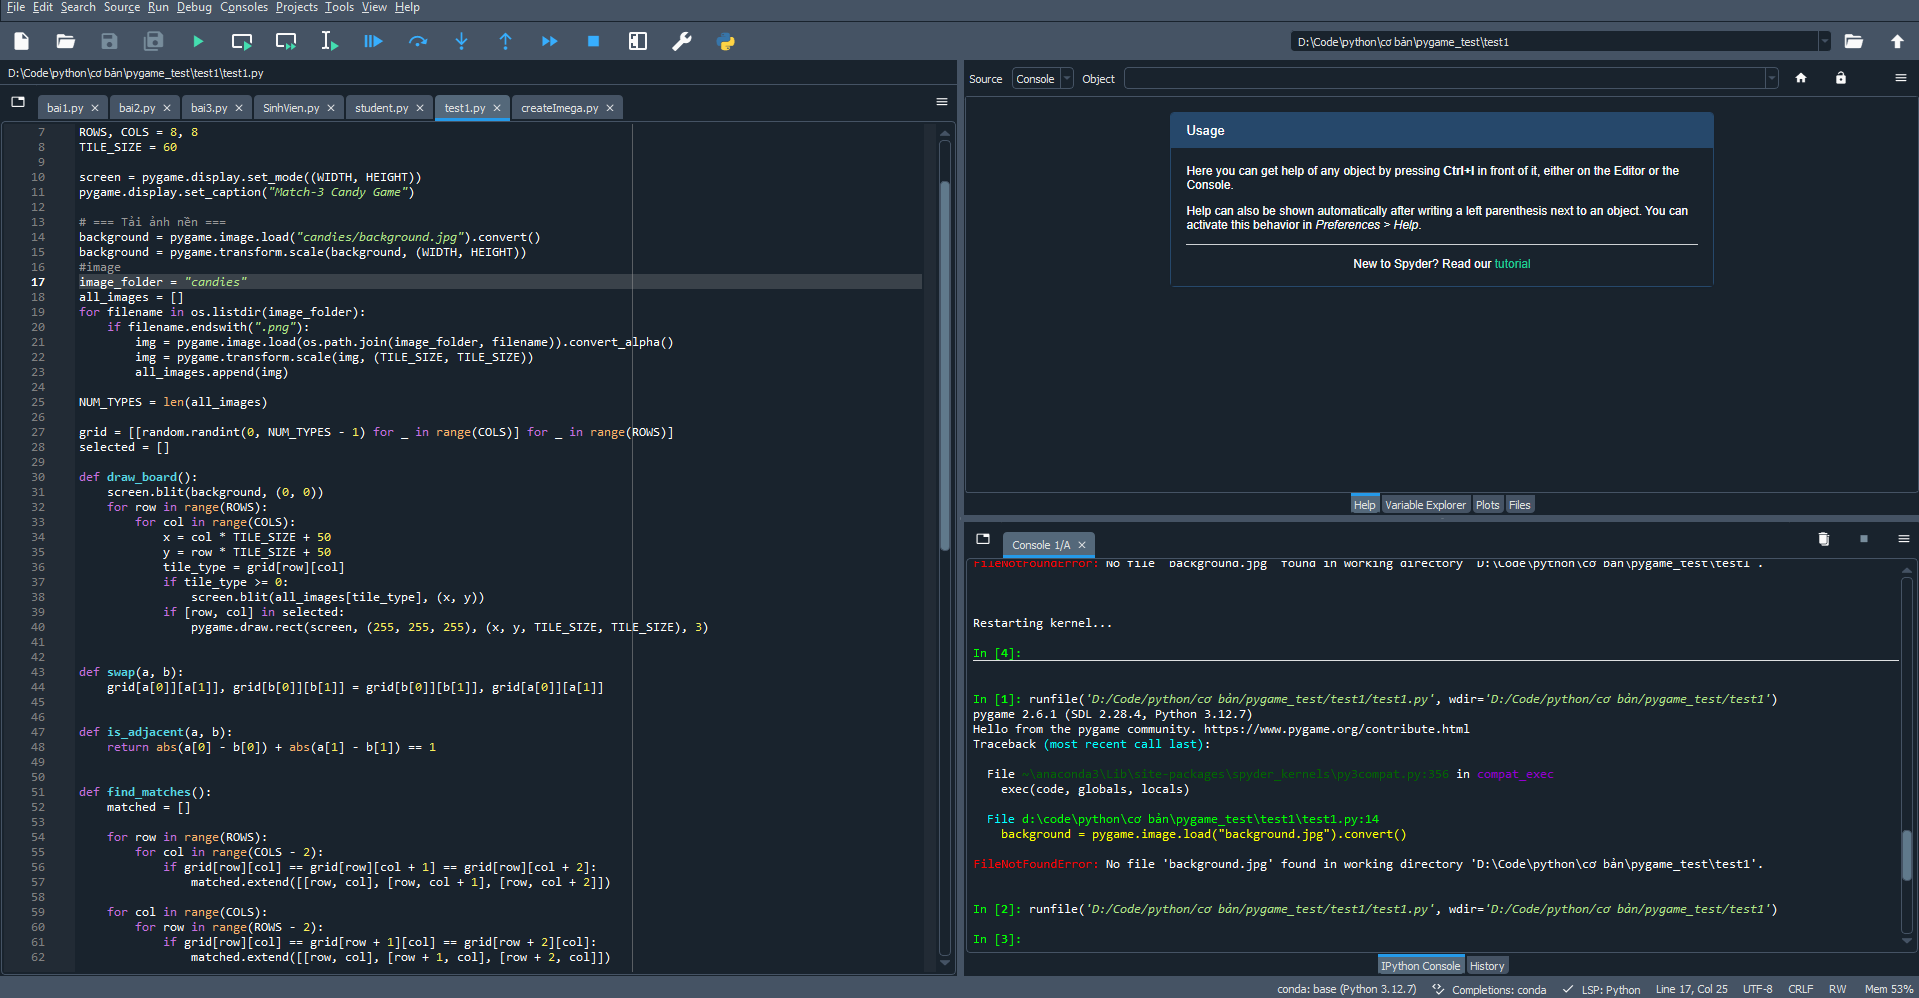 File Edit Search Source Run Debug Consoles Projects Tools View Help
D:\Code\python\cơ bản\pygame_test\test1
D:\Code\python\cơ bản\pygame_test\test1\test1.py
bai1.py bai2.py bai3.py SinhVien.py student.py test1.py createImega.py
7 ROWS, COLS = 8, 8
8 TILE_SIZE = 60
9
10 screen = pygame.display.set_mode((WIDTH, HEIGHT))
11 pygame.display.set_caption("Match-3 Candy Game")
12
13 # === Tải ảnh nền ===
14 background = pygame.image.load("candies/background.jpg").convert()
15 background = pygame.transform.scale(background, (WIDTH, HEIGHT))
16 #image
17 image_folder = "candies"
18 all_images = []
19 for filename in os.listdir(image_folder):
20 if filename.endswith(".png"):
21 img = pygame.image.load(os.path.join(image_folder, filename)).convert_alpha()
22 img = pygame.transform.scale(img, (TILE_SIZE, TILE_SIZE))
23 all_images.append(img)
24
25 NUM_TYPES = len(all_images)
26
27 grid = [[random.randint(0, NUM_TYPES - 1) for _ in range(COLS)] for _ in range(ROWS)]
28 selected = []
29
30 def draw_board():
31 screen.blit(background, (0, 0))
32 for row in range(ROWS):
33 for col in range(COLS):
34 x = col * TILE_SIZE + 50
35 y = row * TILE_SIZE + 50
36 tile_type = grid[row][col]
37 if tile_type >= 0:
38 screen.blit(all_images[tile_type], (x, y))
39 if [row, col] in selected:
40 pygame.draw.rect(screen, (255, 255, 255), (x, y, TILE_SIZE, TILE_SIZE), 3)
41
42
43 def swap(a, b):
44 grid[a[0]][a[1]], grid[b[0]][b[1]] = grid[b[0]][b[1]], grid[a[0]][a[1]]
45
46
47 def is_adjacent(a, b):
48 return abs(a[0] - b[0]) + abs(a[1] - b[1]) == 1
49
50
51 def find_matches():
52 matched = []
53
54 for row in range(ROWS):
55 for col in range(COLS - 2):
56 if grid[row][col] == grid[row][col + 1] == grid[row][col + 2]:
57 matched.extend([[row, col], [row, col + 1], [row, col + 2]])
58
59 for col in range(COLS):
60 for row in range(ROWS - 2):
61 if grid[row][col] == grid[row + 1][col] == grid[row + 2][col]:
62 matched.extend([[row, col], [row + 1, col], [row + 2, col]])
Source Console Object
Usage
Here you can get help of any object by pressing Ctrl+I in front of it, either on the Editor or the
Console.
Help can also be shown automatically after writing a left parenthesis next to an object. You can
activate this behavior in Preferences > Help.
New to Spyder? Read our tutorial
Help Variable Explorer Plots Files
Console 1/A
FileNotFoundError: No file 'background.jpg' found in working directory 'D:\Code\python\cơ bản\pygame_test\test1'.
Restarting kernel...
In [4]:
In [1]: runfile('D:/Code/python/cơ bản/pygame_test/test1/test1.py', wdir='D:/Code/python/cơ bản/pygame_test/test1')
pygame 2.6.1 (SDL 2.28.4, Python 3.12.7)
Hello from the pygame community. https://www.pygame.org/contribute.html
Traceback (most recent call last):
File ~\anaconda3\Lib\site-packages\spyder_kernels\py3compat.py:356 in compat_exec
exec(code, globals, locals)
File d:\code\python\cơ bản\pygame_test\test1\test1.py:14
background = pygame.image.load("background.jpg").convert()
FileNotFoundError: No file 'background.jpg' found in working directory 'D:\Code\python\cơ bản\pygame_test\test1'.
In [2]: runfile('D:/Code/python/cơ bản/pygame_test/test1/test1.py', wdir='D:/Code/python/cơ bản/pygame_test/test1')
In [3]:
IPython Console History
conda: base (Python 3.12.7) Completions: conda LSP: Python Line 17, Col 25 UTF-8 CRLF RW Mem 53%